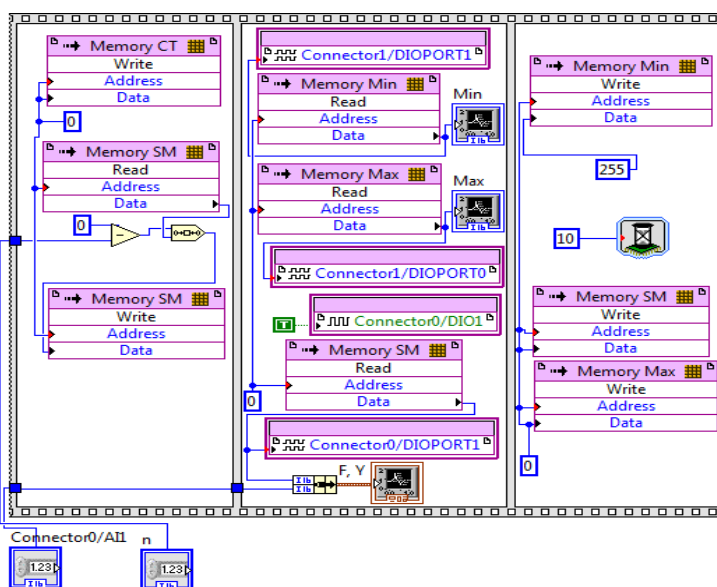 Memory CT
Write
Address
Data
0
Memory SM
Read
Address
Data
0
Memory SM
Write
Address
Data
Connector1/DIOPORT1
Memory Min
Read
Address
Data
Min
Memory Max
Read
Address
Data
Max
Connector1/DIOPORT0
T
Connector0/DIO1
Memory SM
Read
Address
Data
0
Connector0/DIOPORT1
F, Y
Memory Min
Write
Address
Data
255
10
Memory SM
Write
Address
Data
Memory Max
Write
Address
Data
0
Connector0/AI1
n
1.23
1.23